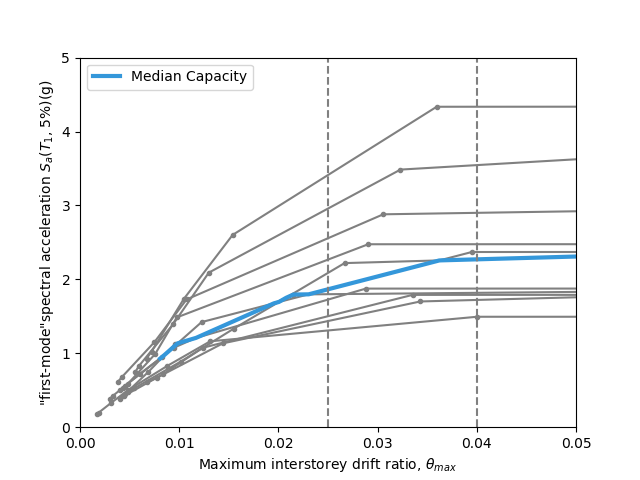 5
4
3
2
1
0
0.00 0.01 0.02 0.03 0.04 0.05
"first-mode"spectral acceleration Sₐ(T₁, 5%)(g)
Median Capacity
Maximum interstorey drift ratio, θₘₐₓ